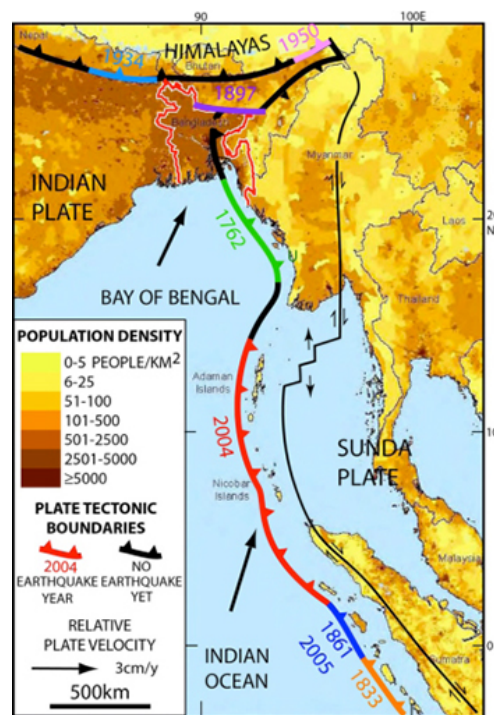 90
100E
Nepal
HIMALAYAS
1950
1934
Bhutan
1897
Bangladesh
INDIAN
PLATE
Myanmar
1762
20
N
Laos
BAY OF BENGAL
Thailand
POPULATION DENSITY
0-5 PEOPLE/KM2
6-25
51-100
101-500
501-2500
2501-5000
≥5000
Adaman
Islands
10
2004
SUNDA
PLATE
Nicobar
Islands
PLATE TECTONIC
BOUNDARIES
2004
EARTHQUAKE
YEAR
NO
EARTHQUAKE
YET
Malaysia
RELATIVE
PLATE VELOCITY
3cm/y
500km
INDIAN
OCEAN
1861
2005
1833
0
Sumatra